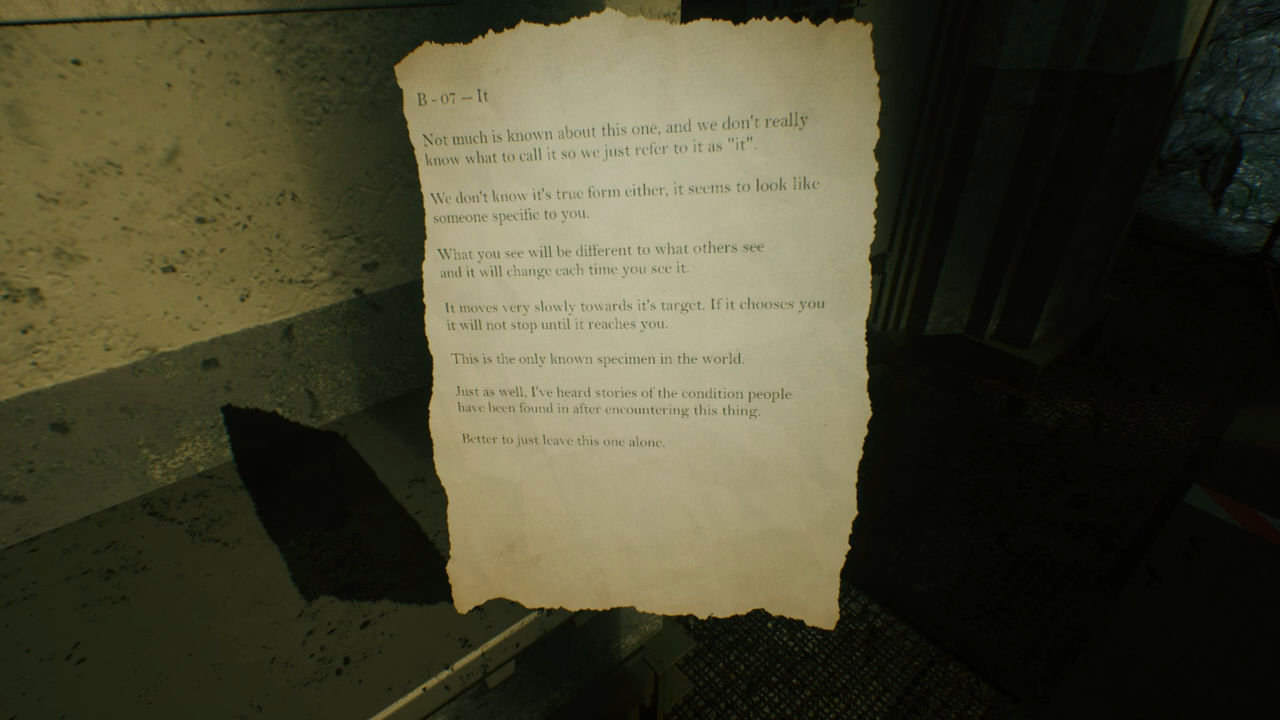 B - 07 – It
Not much is known about this one, and we don't really
know what to call it so we just refer to it as "it".
We don't know it's true form either, it seems to look like
someone specific to you.
What you see will be different to what others see
and it will change each time you see it.
It moves very slowly towards it's target. If it chooses you
it will not stop until it reaches you.
This is the only known specimen in the world.
Just as well, I've heard stories of the condition people
have been found in after encountering this thing.
Better to just leave this one alone.